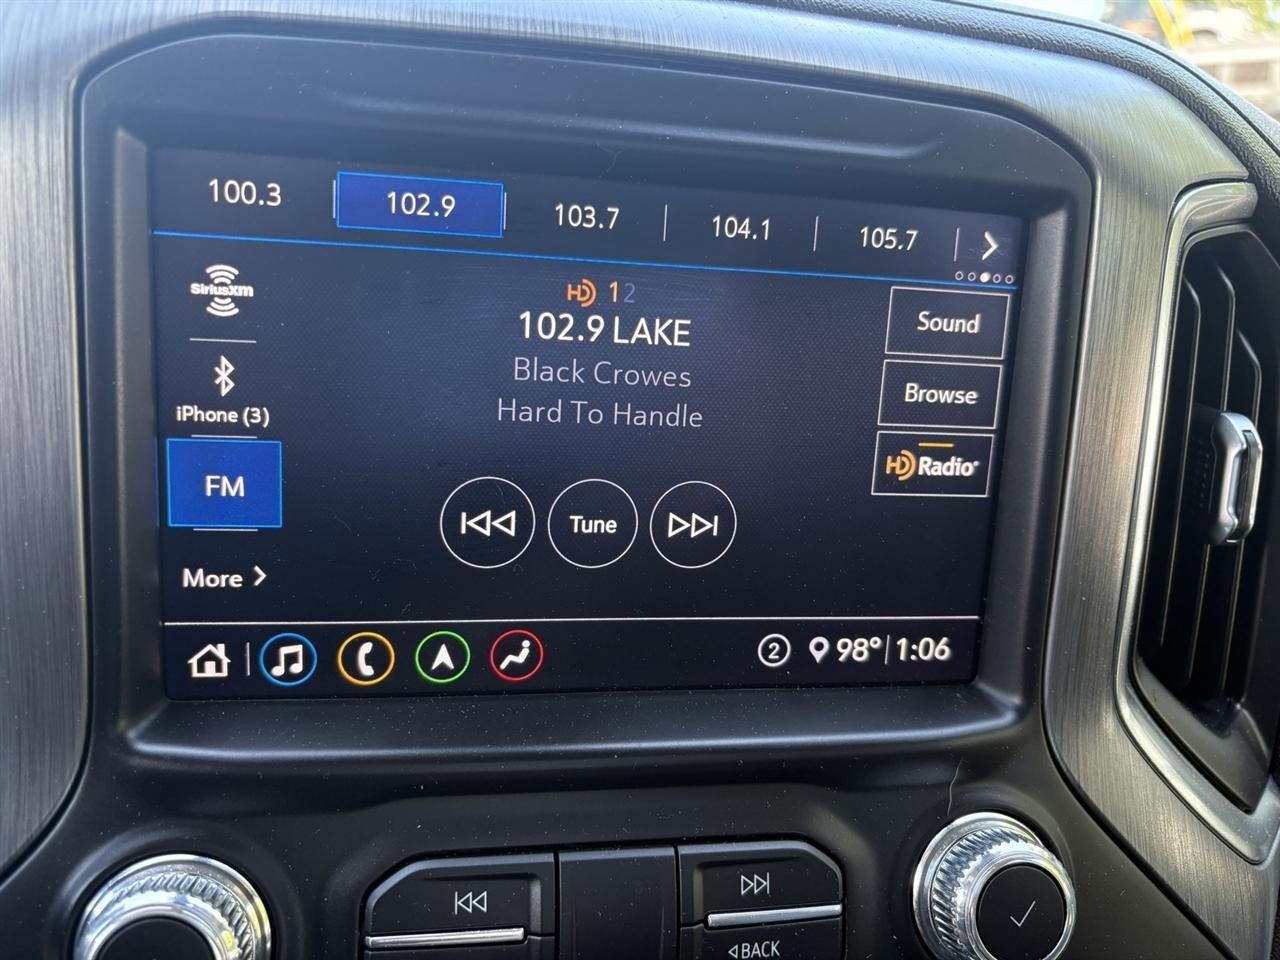 100.3
102.9
103.7
104.1
105.7
SiriusXM
iPhone (3)
FM
More
HD 1 2
102.9 LAKE
Black Crowes
Hard To Handle
Tune
Sound
Browse
HD Radio
2
98° 1:06
BACK